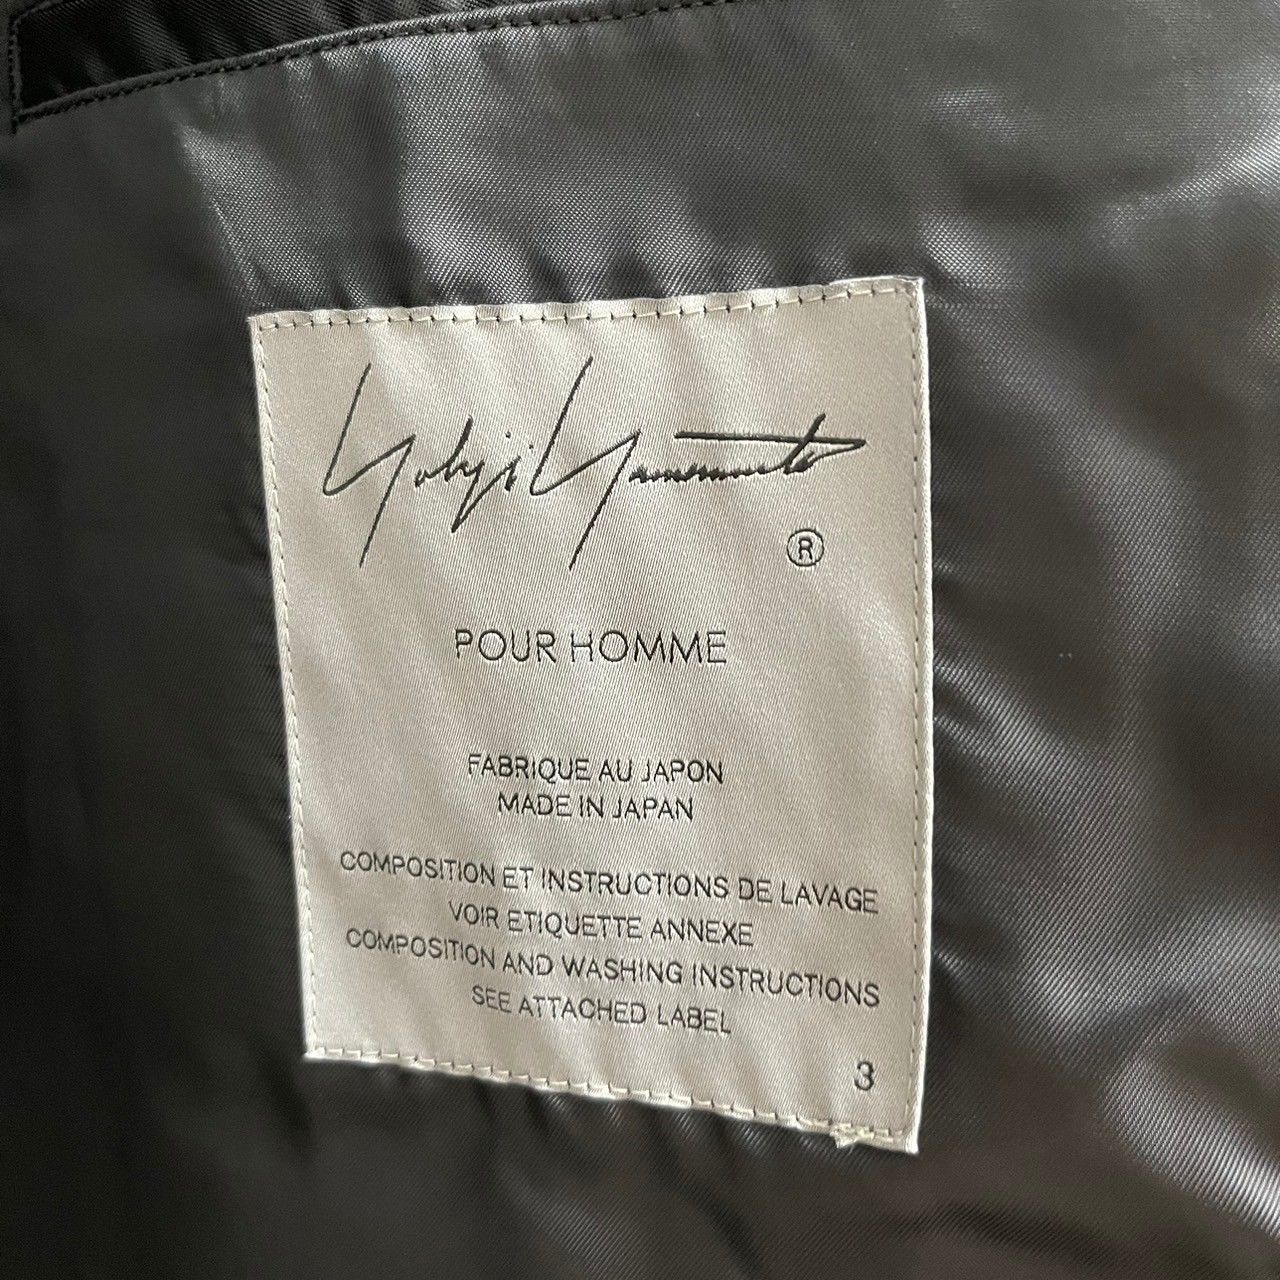 Yohji Yamamoto
®
POUR HOMME
FABRIQUE AU JAPON
MADE IN JAPAN
COMPOSITION ET INSTRUCTIONS DE LAVAGE
VOIR ETIQUETTE ANNEXE
COMPOSITION AND WASHING INSTRUCTIONS
SEE ATTACHED LABEL
3